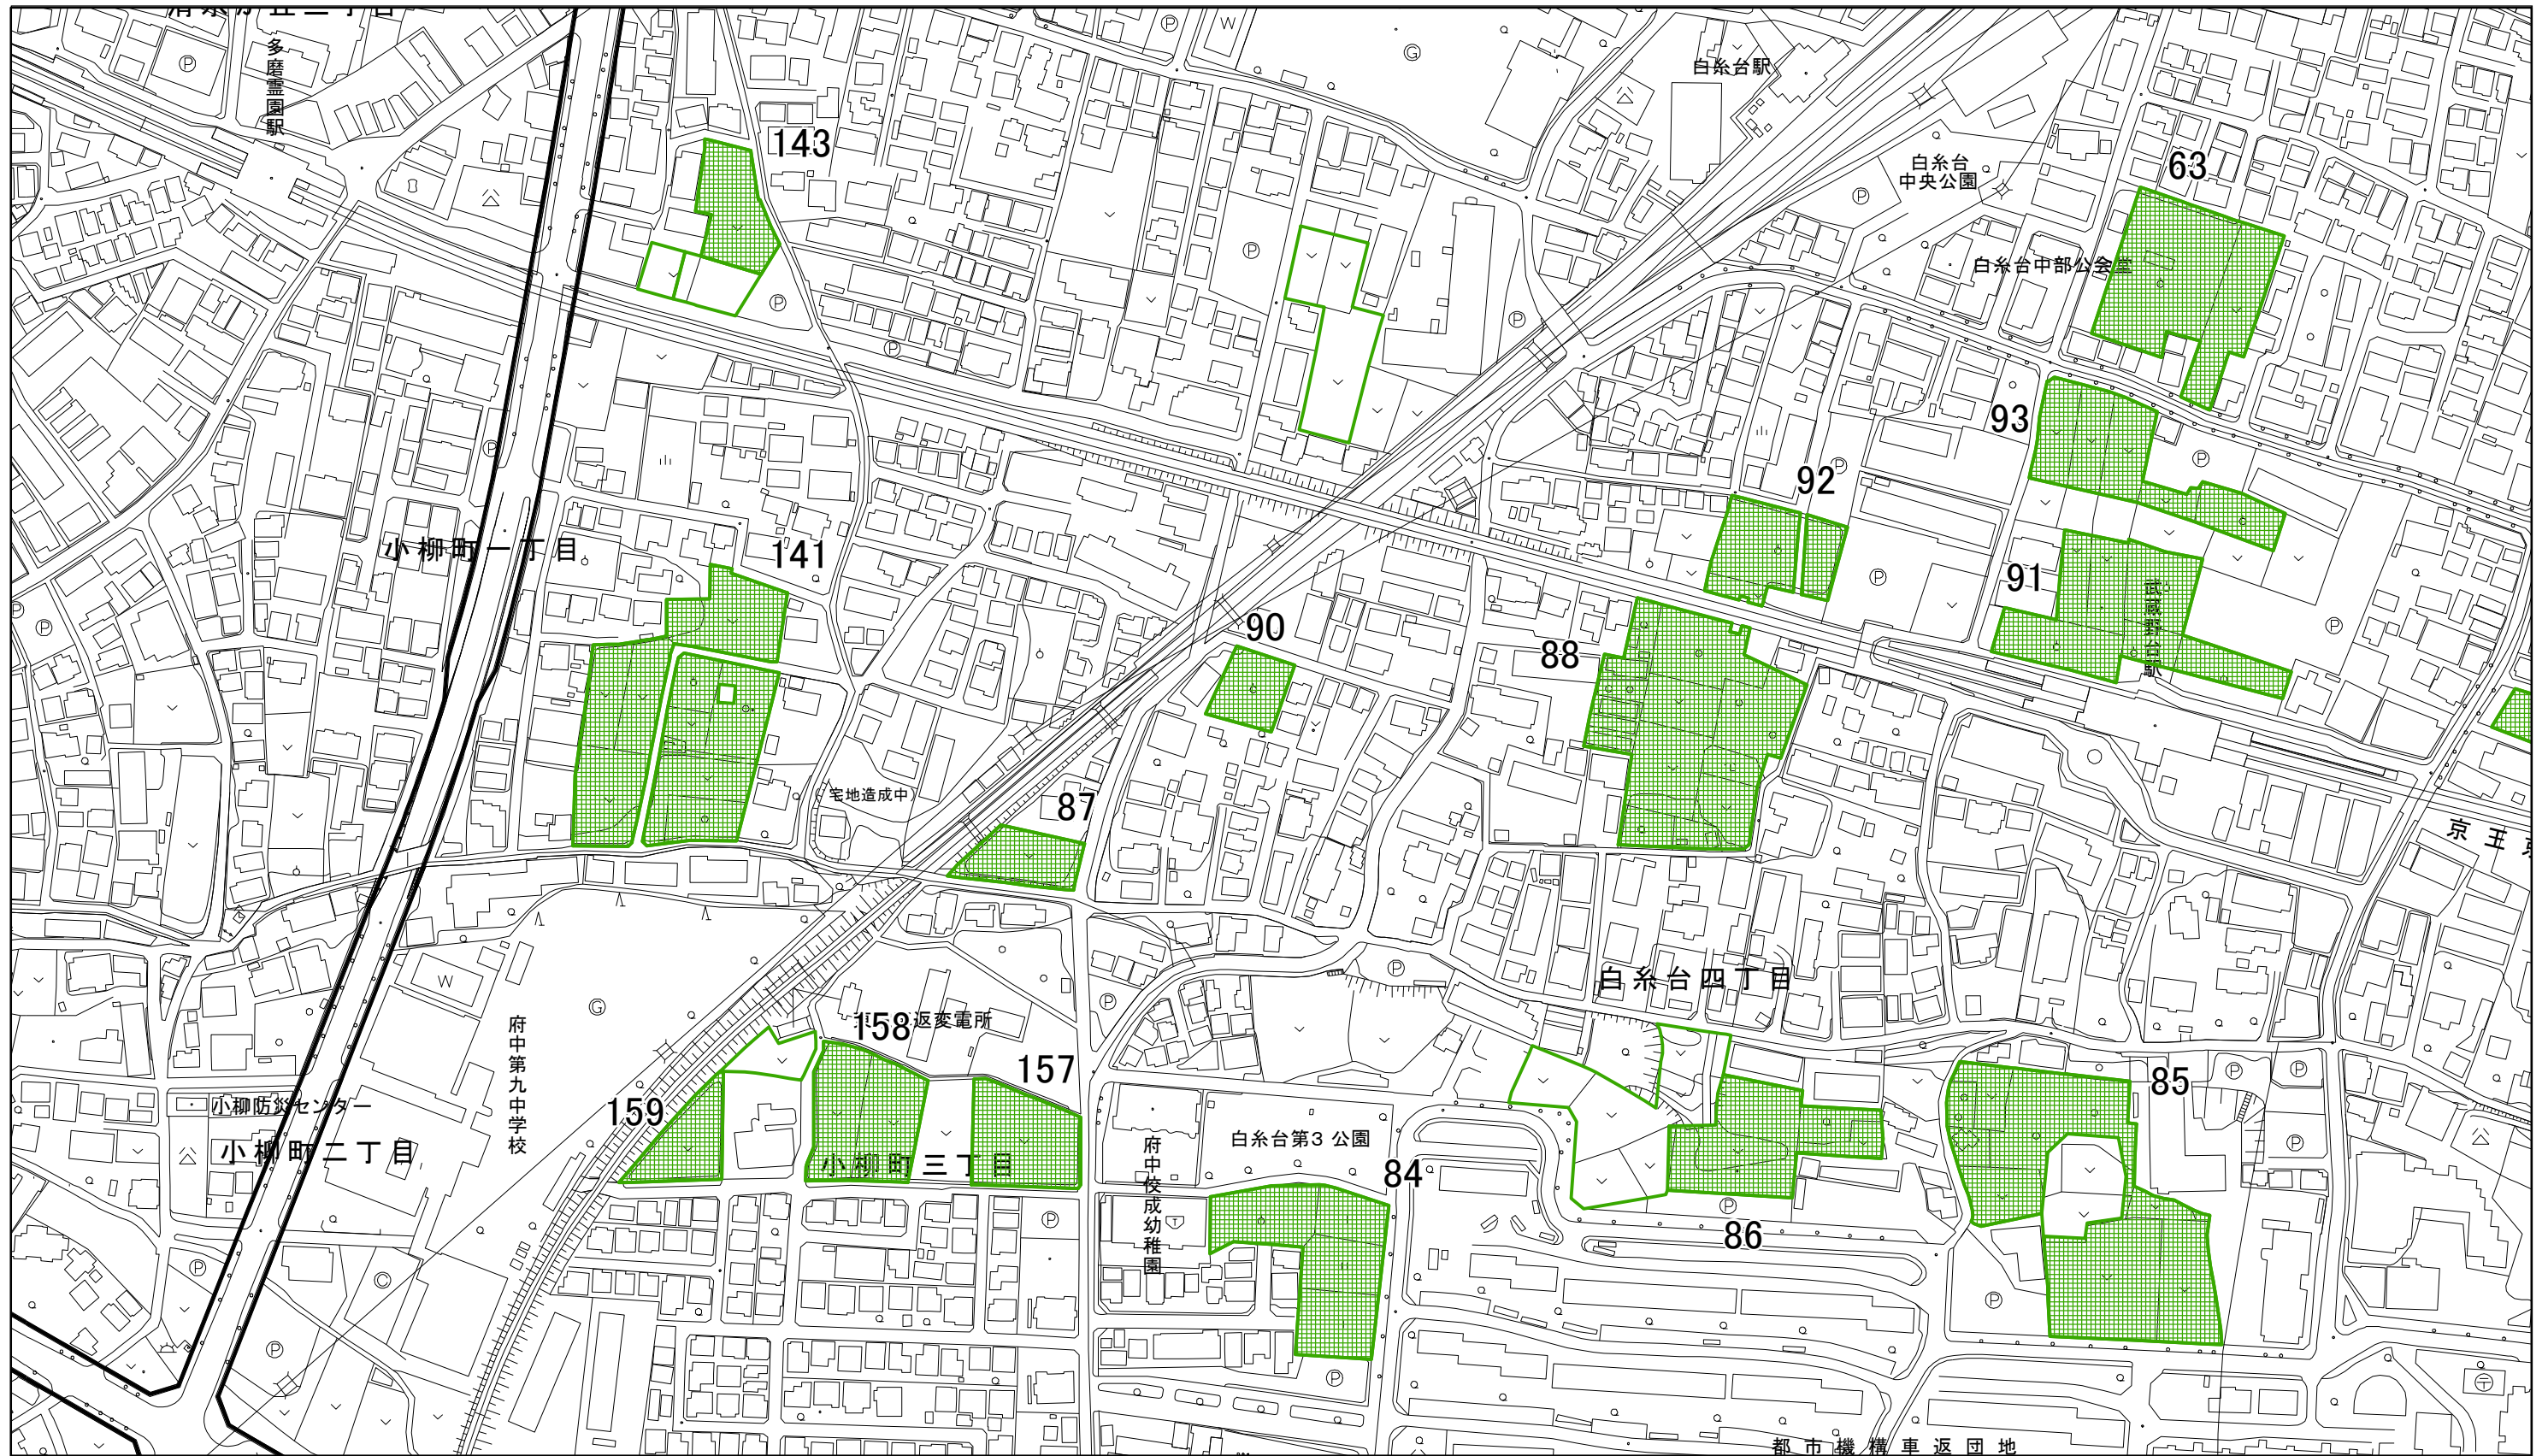 多磨霊園駅
白糸台駅
143
白糸台
中央公園
63
白糸台中部公会堂
93
92
小柳町一丁目
141
91
武蔵野台駅
90
88
(宅地造成中)
87
京王
白糸台四丁目
府中第九中学校
158
返変電所
157
85
159
小柳防災センター
小柳町二丁目
小柳町三丁目
府中佼成幼稚園
白糸台第3公園
84
86
都市機構車返団地